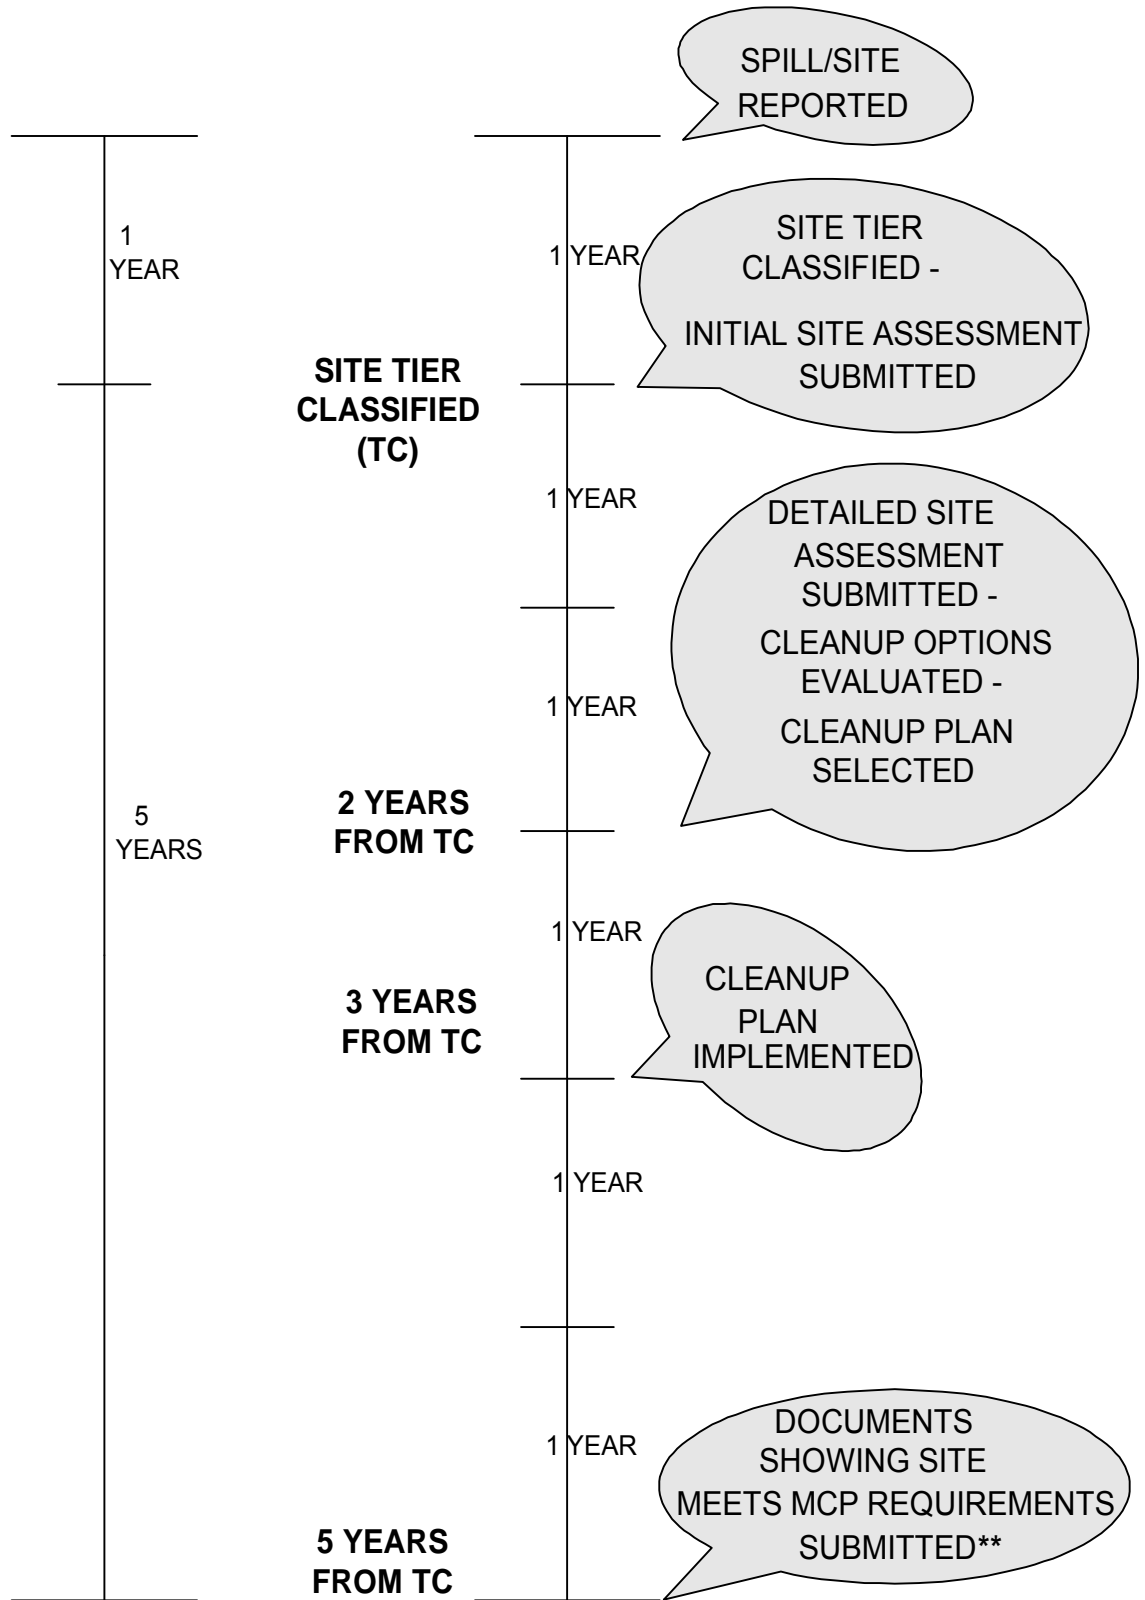 SPILL/SITE
REPORTED
1
YEAR
1 YEAR
SITE TIER
CLASSIFIED -
INITIAL SITE ASSESSMENT
SUBMITTED
SITE TIER
CLASSIFIED
(TC)
1 YEAR
DETAILED SITE
ASSESSMENT
SUBMITTED -
CLEANUP OPTIONS
EVALUATED -
CLEANUP PLAN
SELECTED
1 YEAR
2 YEARS
FROM TC
5
YEARS
1 YEAR
CLEANUP
PLAN
IMPLEMENTED
3 YEARS
FROM TC
1 YEAR
1 YEAR
DOCUMENTS
SHOWING SITE
MEETS MCP REQUIREMENTS
SUBMITTED**
5 YEARS
FROM TC